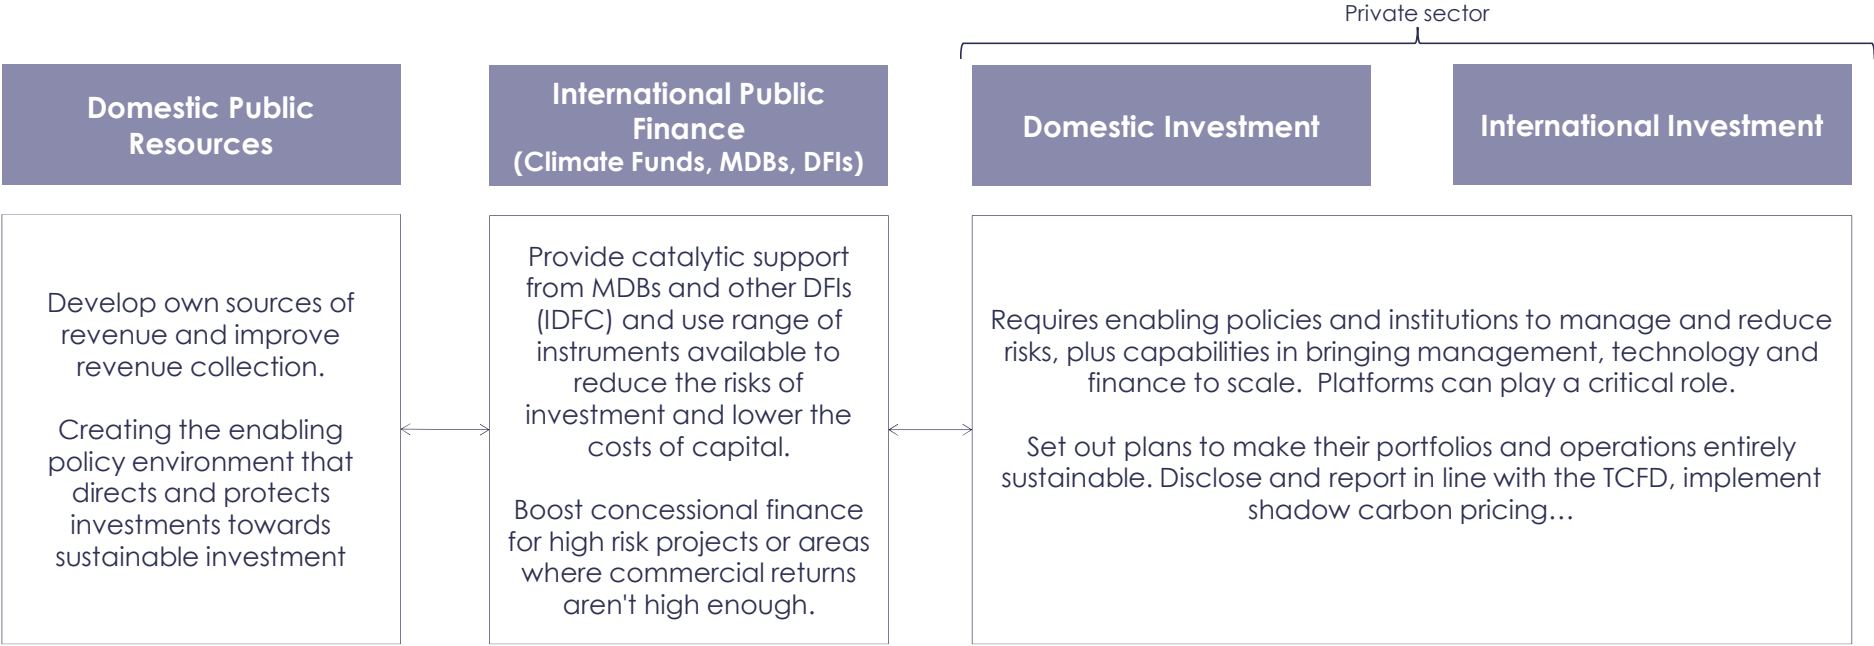 Private sector
Domestic Public
Resources
International Public
Finance
(Climate Funds, MDBs, DFIs)
Domestic Investment
International Investment
Develop own sources of
revenue and improve
revenue collection.
Creating the enabling
policy environment that
directs and protects
investments towards
sustainable investment
Provide catalytic support
from MDBs and other DFIs
(IDFC) and use range of
instruments available to
reduce the risks of
investment and lower the
costs of capital.
Boost concessional finance
for high risk projects or areas
where commercial returns
aren't high enough.
Requires enabling policies and institutions to manage and reduce
risks, plus capabilities in bringing management, technology and
finance to scale.  Platforms can play a critical role.
Set out plans to make their portfolios and operations entirely
sustainable. Disclose and report in line with the TCFD, implement
shadow carbon pricing…